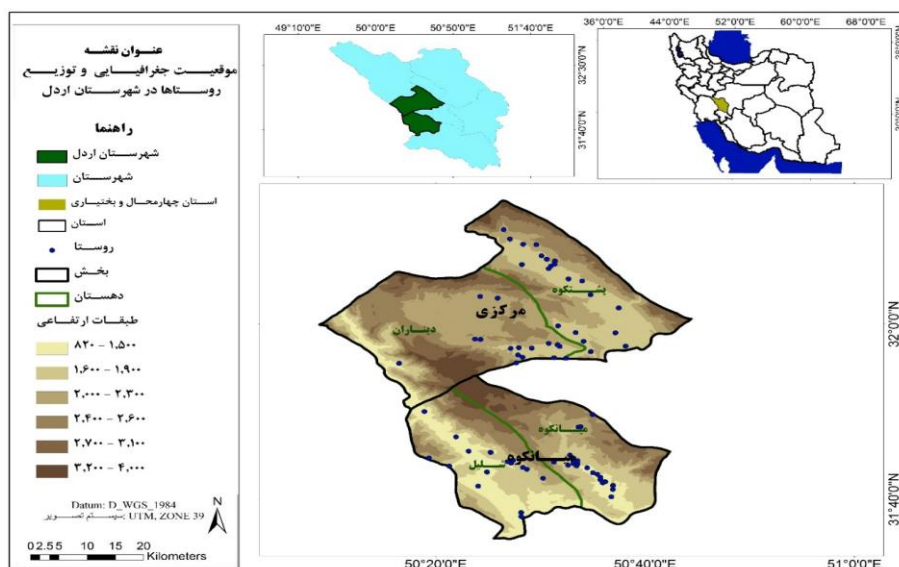 عنوان نقشه
موقعیت جغرافیایی و توزیع
روستاها در شهرستان اردل
راهنما
شهرستان اردل
شهرستان
استان چهارمحال و بختیاری
استان
روستا
بخش
دهستان
طبقات ارتفاعی
۸۲۰ - ۱,۵۰۰
۱,۶۰۰ - ۱,۹۰۰
۲,۰۰۰ - ۲,۳۰۰
۲,۴۰۰ - ۲,۶۰۰
۲,۷۰۰ - ۳,۱۰۰
۳,۲۰۰ - ۴,۰۰۰
Datum: D_WGS_1984
سیستم تصویر: UTM, ZONE 39
N
0 2.5 5 10 15 20
Kilometers
49°10'0"E 50°0'0"E 50°50'0"E 51°40'0"E
32°30'0"N
31°40'0"N
36°0'0"E 44°0'0"E 52°0'0"E 60°0'0"E 68°0'0"E
پشتکوه
مرکزی
دیناران
میانکوه
میانکوه
شلیل
32°0'0"N
31°40'0"N
50°20'0"E 50°40'0"E 51°0'0"E